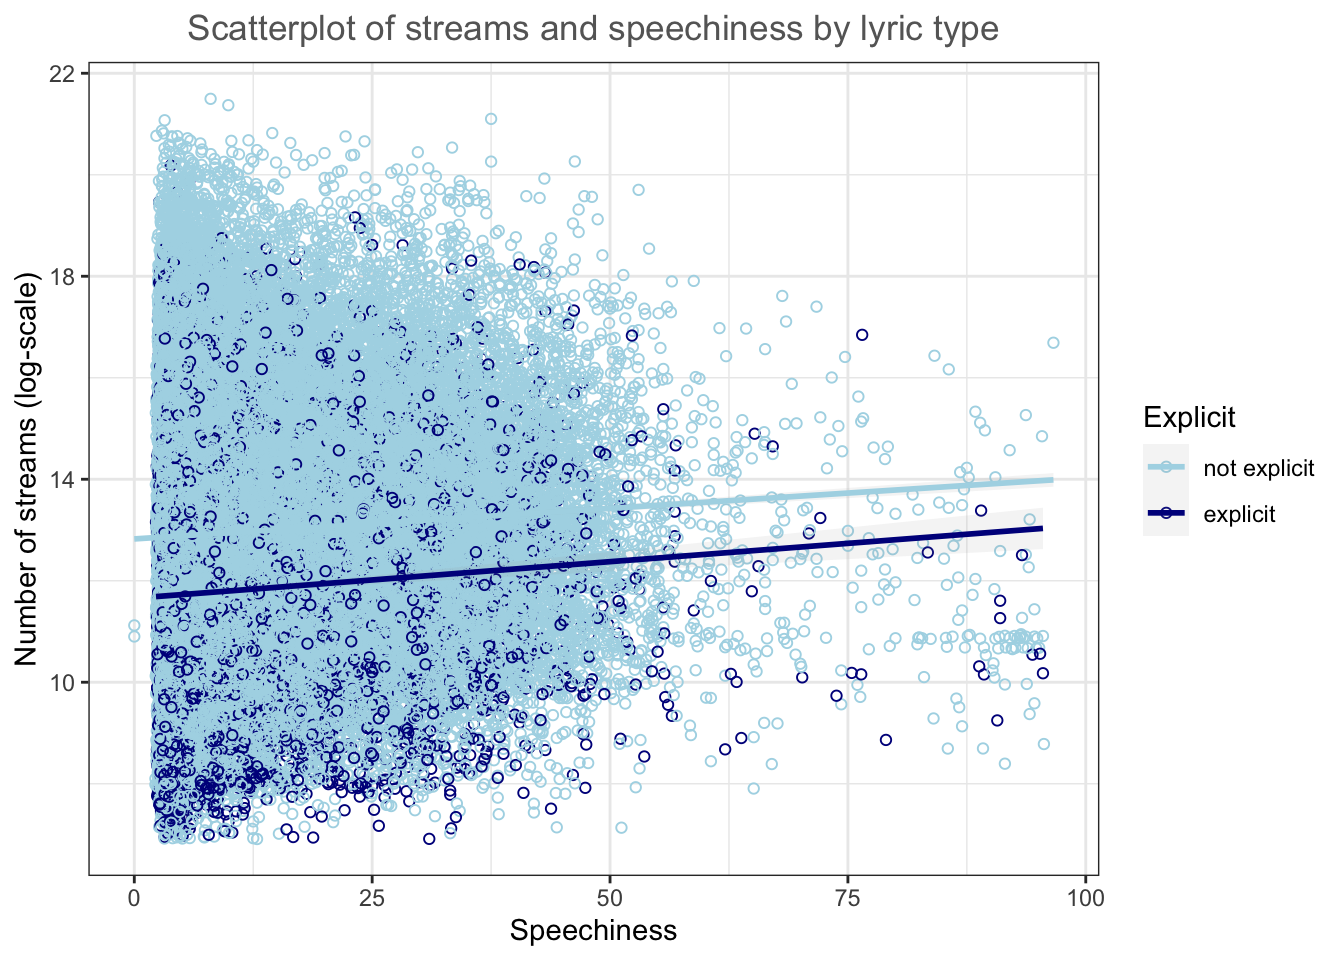 Scatterplot of streams and speechiness by lyric type
Number of streams (log-scale)
22
18
14
10
0 25 50 75 100
Speechiness
Explicit
not explicit
explicit